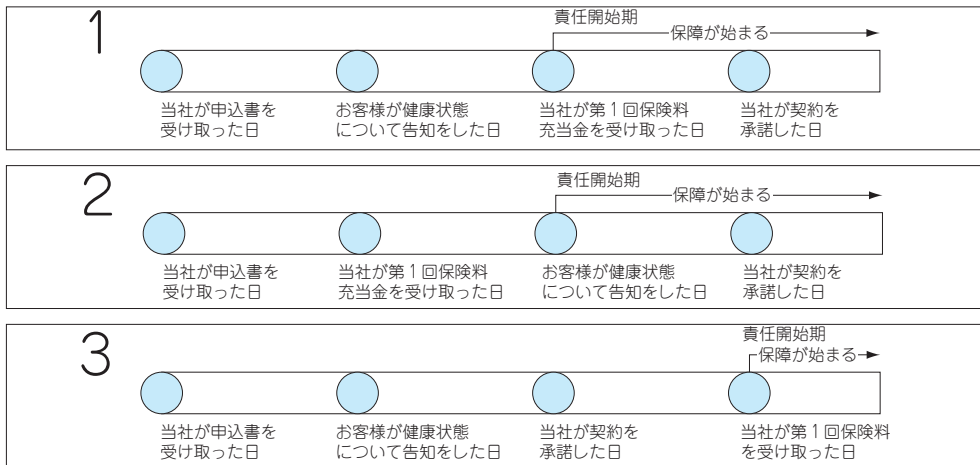 1
責任開始期
保障が始まる
当社が申込書を
受け取った日
お客様が健康状態
について告知をした日
当社が第1回保険料
充当金を受け取った日
当社が契約を
承諾した日
2
責任開始期
保障が始まる
当社が申込書を
受け取った日
当社が第1回保険料
充当金を受け取った日
お客様が健康状態
について告知をした日
当社が契約を
承諾した日
3
責任開始期
保障が始まる
当社が申込書を
受け取った日
お客様が健康状態
について告知をした日
当社が契約を
承諾した日
当社が第1回保険料
を受け取った日